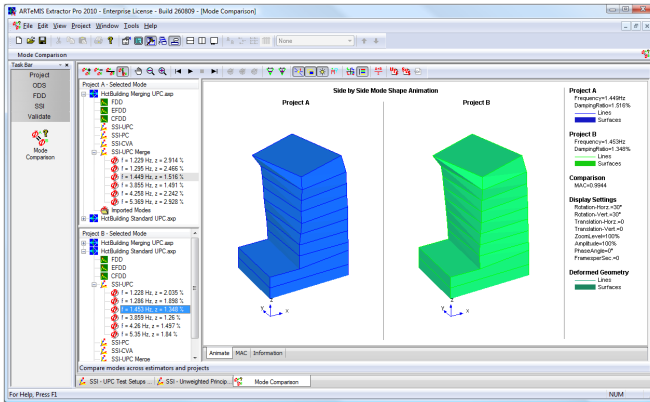 ARTeMIS Extractor Pro 2010 - Enterprise License - Build 260809 - [Mode Comparison]
File Edit View Project Window Tools Help
None
Mode Comparison
Task Bar
Project
ODS
FDD
SSI
Validate
Mode
Comparison
Project A - Selected Mode
HctBuilding Merging UPC.axp
FDD
EFDD
CFDD
SSI-UPC
SSI-PC
SSI-CVA
SSI-UPC Merge
f = 1.229 Hz, z = 2.914 %
f = 1.295 Hz, z = 2.466 %
f = 1.449 Hz, z = 1.516 %
f = 3.855 Hz, z = 1.491 %
f = 4.258 Hz, z = 2.242 %
f = 5.369 Hz, z = 2.928 %
Imported Modes
HctBuilding Standard UPC.axp
Project B - Selected Mode
HctBuilding Merging UPC.axp
HctBuilding Standard UPC.axp
FDD
EFDD
CFDD
SSI-UPC
f = 1.228 Hz, z = 2.035 %
f = 1.286 Hz, z = 1.898 %
f = 1.453 Hz, z = 1.348 %
f = 3.859 Hz, z = 1.26 %
f = 4.26 Hz, z = 1.497 %
f = 5.35 Hz, z = 1.84 %
SSI-PC
SSI-CVA
SSI-UPC Merge
Side by Side Mode Shape Animation
Project A
Project B
Z
Y
X
Z
Y
X
Project A
Frequency=1.449Hz
DampingRatio=1.516%
Lines
Surfaces
Project B
Frequency=1.453Hz
DampingRatio=1.348%
Lines
Surfaces
Comparison
MAC=0.9944
Display Settings
Rotation-Horz.=30°
Rotation-Vert.=30°
Translation-Horz.=0
Translation-Vert.=0
ZoomLevel=100%
Amplitude=100%
PhaseAngle=0°
FramesperSec.=0
Deformed Geometry
Lines
Surfaces
Animate MAC Information
Compare modes across estimators and projects
SSI - UPC Test Setups ... SSI - Unweighted Princip... Mode Comparison
For Help, Press F1
NUM